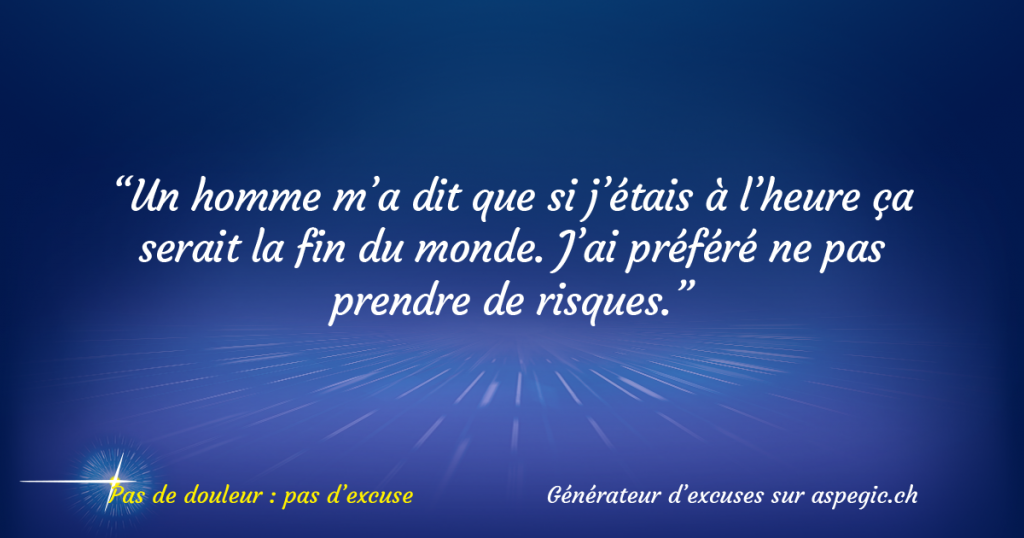 “Un homme m’a dit que si j’étais à l’heure ça
serait la fin du monde. J’ai préféré ne pas
prendre de risques.”
Pas de douleur : pas d’excuse
Générateur d’excuses sur aspegic.ch